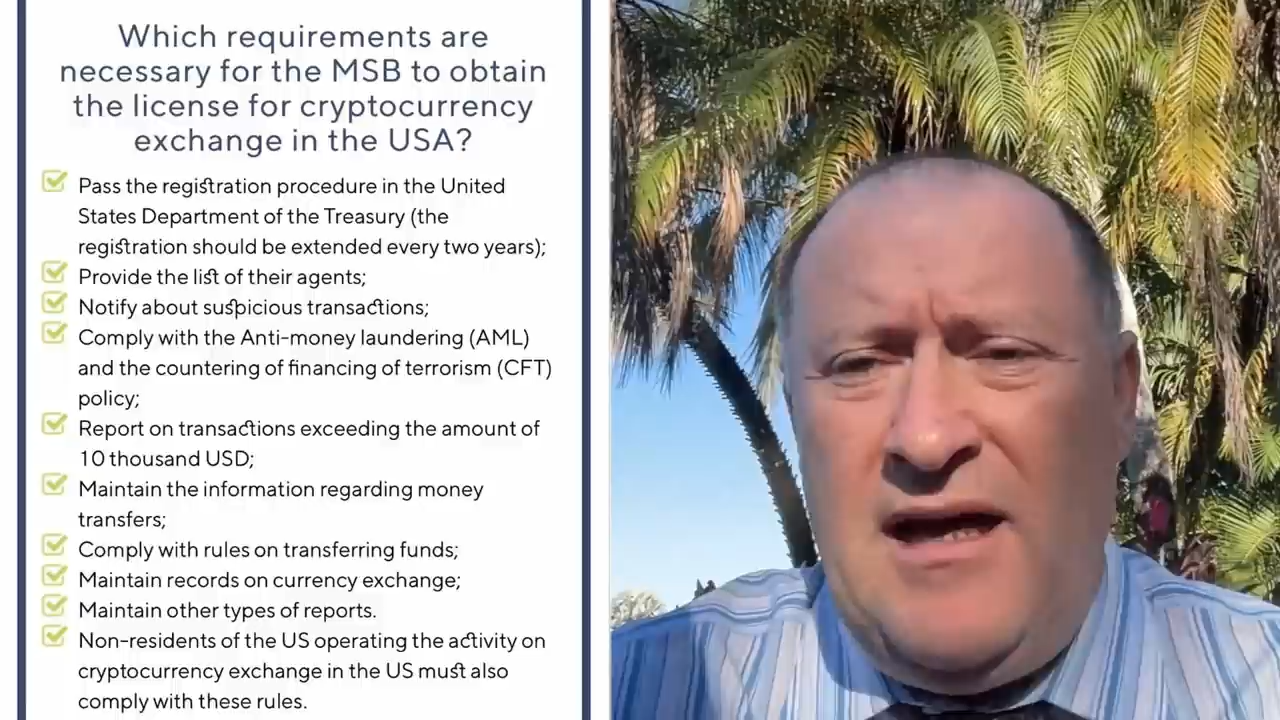 Which requirements are
necessary for the MSB to obtain
the license for cryptocurrency
exchange in the USA?
Pass the registration procedure in the United
States Department of the Treasury (the
registration should be extended every two years);
Provide the list of their agents;
Notify about suspicious transactions;
Comply with the Anti-money laundering (AML)
and the countering of financing of terrorism (CFT)
policy;
Report on transactions exceeding the amount of
10 thousand USD;
Maintain the information regarding money
transfers;
Comply with rules on transferring funds;
Maintain records on currency exchange;
Maintain other types of reports.
Non-residents of the US operating the activity on
cryptocurrency exchange in the US must also
comply with these rules.